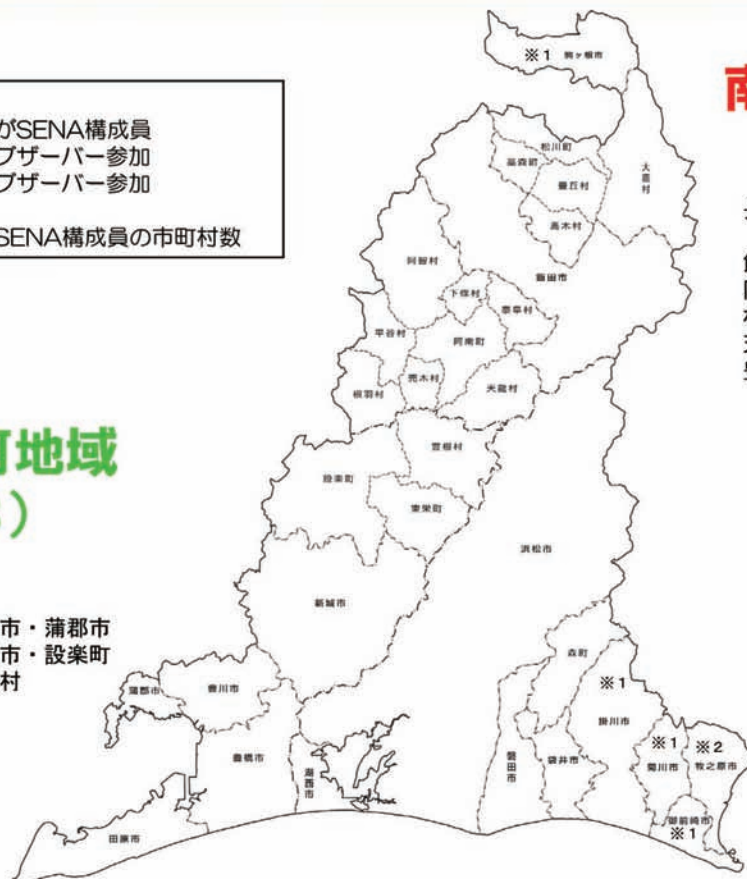 がSENA構成員
ブザーバー参加
ブザーバー参加
SENA構成員の市町村数
南
町地域
）
市・蒲郡市
市・設楽町
村
※1 駒ヶ根市
松川町
高森町
豊丘村
大鹿村
喬木村
阿智村
飯田市
下條村
泰阜村
平谷村
阿南町
売木村
天龍村
根羽村
豊根村
設楽町
東栄町
浜松市
新城市
森町
蒲郡市
豊川市
※1
掛川市
豊橋市
湖西市
磐田市
袋井市
※1
菊川市
※2
牧之原市
御前崎市
※1
田原市